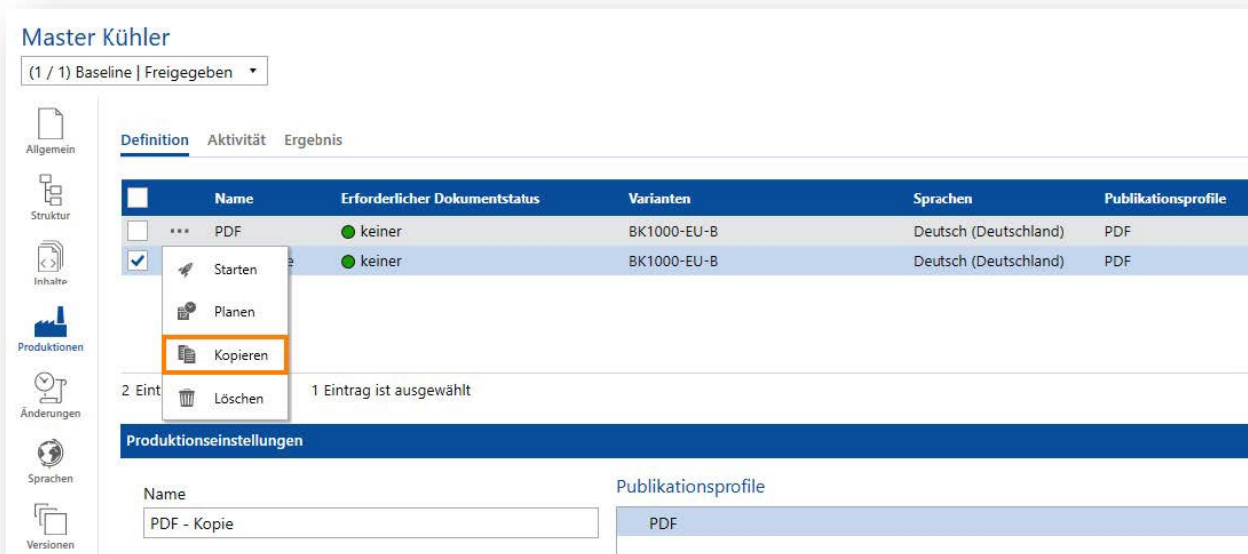 Master Kühler
(1 / 1) Baseline | Freigegeben
Allgemein
Struktur
Inhalte
Produktionen
Änderungen
Sprachen
Versionen
Definition Aktivität Ergebnis
Name Erforderlicher Dokumentstatus Varianten Sprachen Publikationsprofile
PDF keiner BK1000-EU-B Deutsch (Deutschland) PDF
e keiner BK1000-EU-B Deutsch (Deutschland) PDF
Starten
Planen
Kopieren
Löschen
2 Eint 1 Eintrag ist ausgewählt
Produktionseinstellungen
Name
PDF - Kopie
Publikationsprofile
PDF